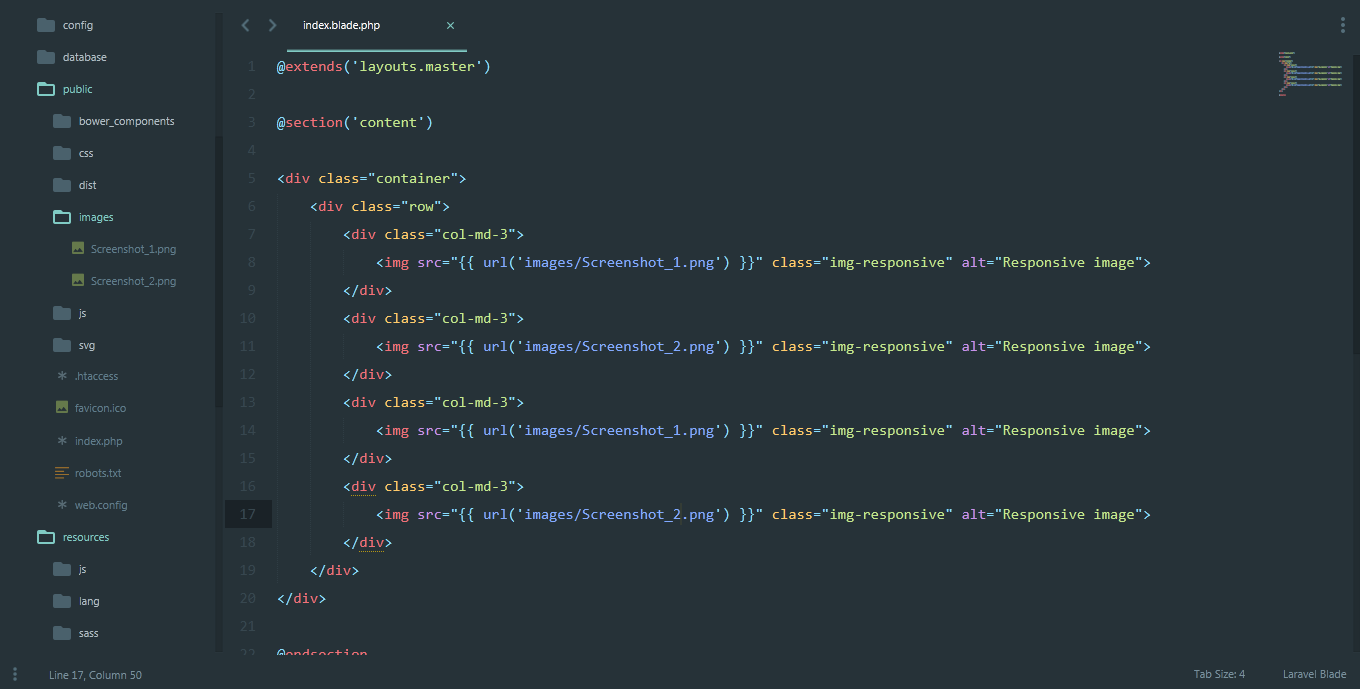 config
database
public
bower_components
css
dist
images
Screenshot_1.png
Screenshot_2.png
js
svg
.htaccess
favicon.ico
index.php
robots.txt
web.config
resources
js
lang
sass
index.blade.php ×
1 @extends('layouts.master')
2
3 @section('content')
4
5 <div class="container">
6 <div class="row">
7 <div class="col-md-3">
8 <img src="{{ url('images/Screenshot_1.png') }}" class="img-responsive" alt="Responsive image">
9 </div>
10 <div class="col-md-3">
11 <img src="{{ url('images/Screenshot_2.png') }}" class="img-responsive" alt="Responsive image">
12 </div>
13 <div class="col-md-3">
14 <img src="{{ url('images/Screenshot_1.png') }}" class="img-responsive" alt="Responsive image">
15 </div>
16 <div class="col-md-3">
17 <img src="{{ url('images/Screenshot_2.png') }}" class="img-responsive" alt="Responsive image">
18 </div>
19 </div>
20 </div>
21
22 @endsection
Line 17, Column 50
Tab Size: 4
Laravel Blade